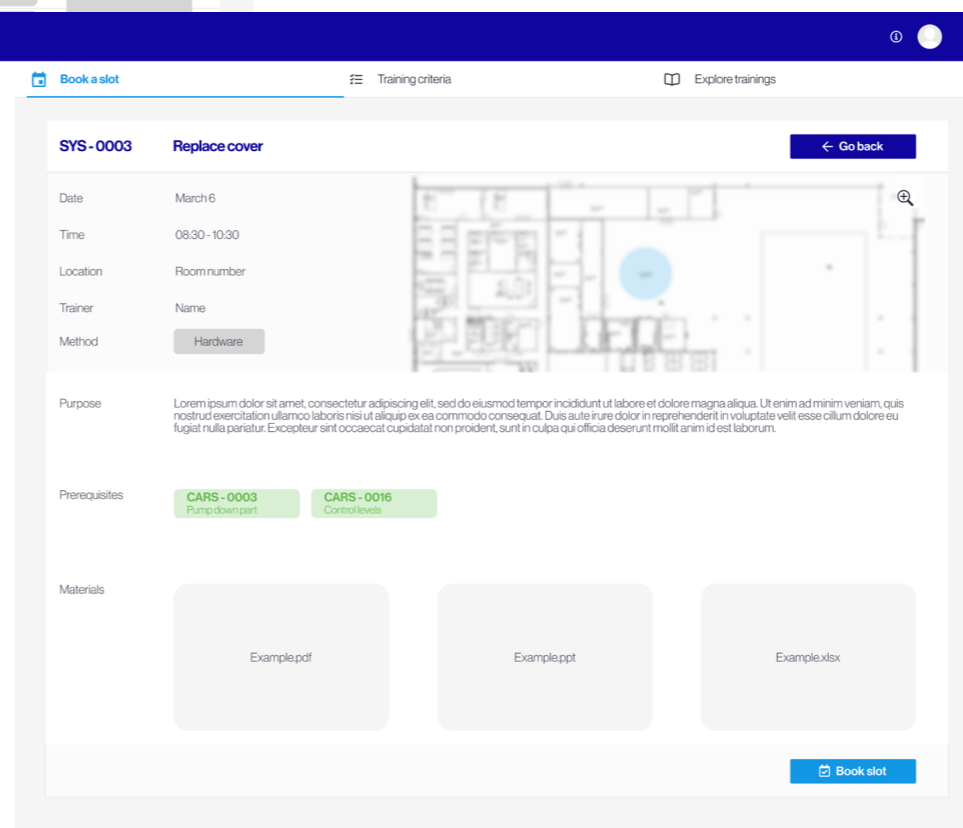 Book a slot
Training criteria
Explore trainings
SYS - 0003
Replace cover
Go back
Date
March 6
Time
08:30 - 10:30
Location
Room number
Trainer
Name
Method
Hardware
Purpose
Lorem ipsum dolor sit amet, consectetur adipiscing elit, sed do eiusmod tempor incididunt ut labore et dolore magna aliqua. Ut enim ad minim veniam, quis
nostrud exercitation ullamco laboris nisi ut aliquip ex ea commodo consequat. Duis aute irure dolor in reprehenderit in voluptate velit esse cillum dolore eu
fugiat nulla pariatur. Excepteur sint occaecat cupidatat non proident, sunt in culpa qui officia deserunt mollit anim id est laborum.
Prerequisites
CARS - 0003
Pump down part
CARS - 0016
Control levels
Materials
Example.pdf
Example.ppt
Example.xlsx
Book slot